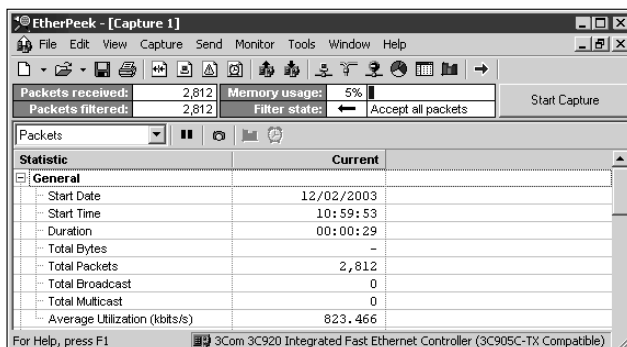 EtherPeek - [Capture 1]
File Edit View Capture Send Monitor Tools Window Help
Packets received: 2,812 Memory usage: 5%
Packets filtered: 2,812 Filter state: Accept all packets
Start Capture
Packets
Statistic Current
General
Start Date 12/02/2003
Start Time 10:59:53
Duration 00:00:29
Total Bytes -
Total Packets 2,812
Total Broadcast 0
Total Multicast 0
Average Utilization (kbits/s) 823.466
For Help, press F1 3Com 3C920 Integrated Fast Ethernet Controller (3C905C-TX Compatible)